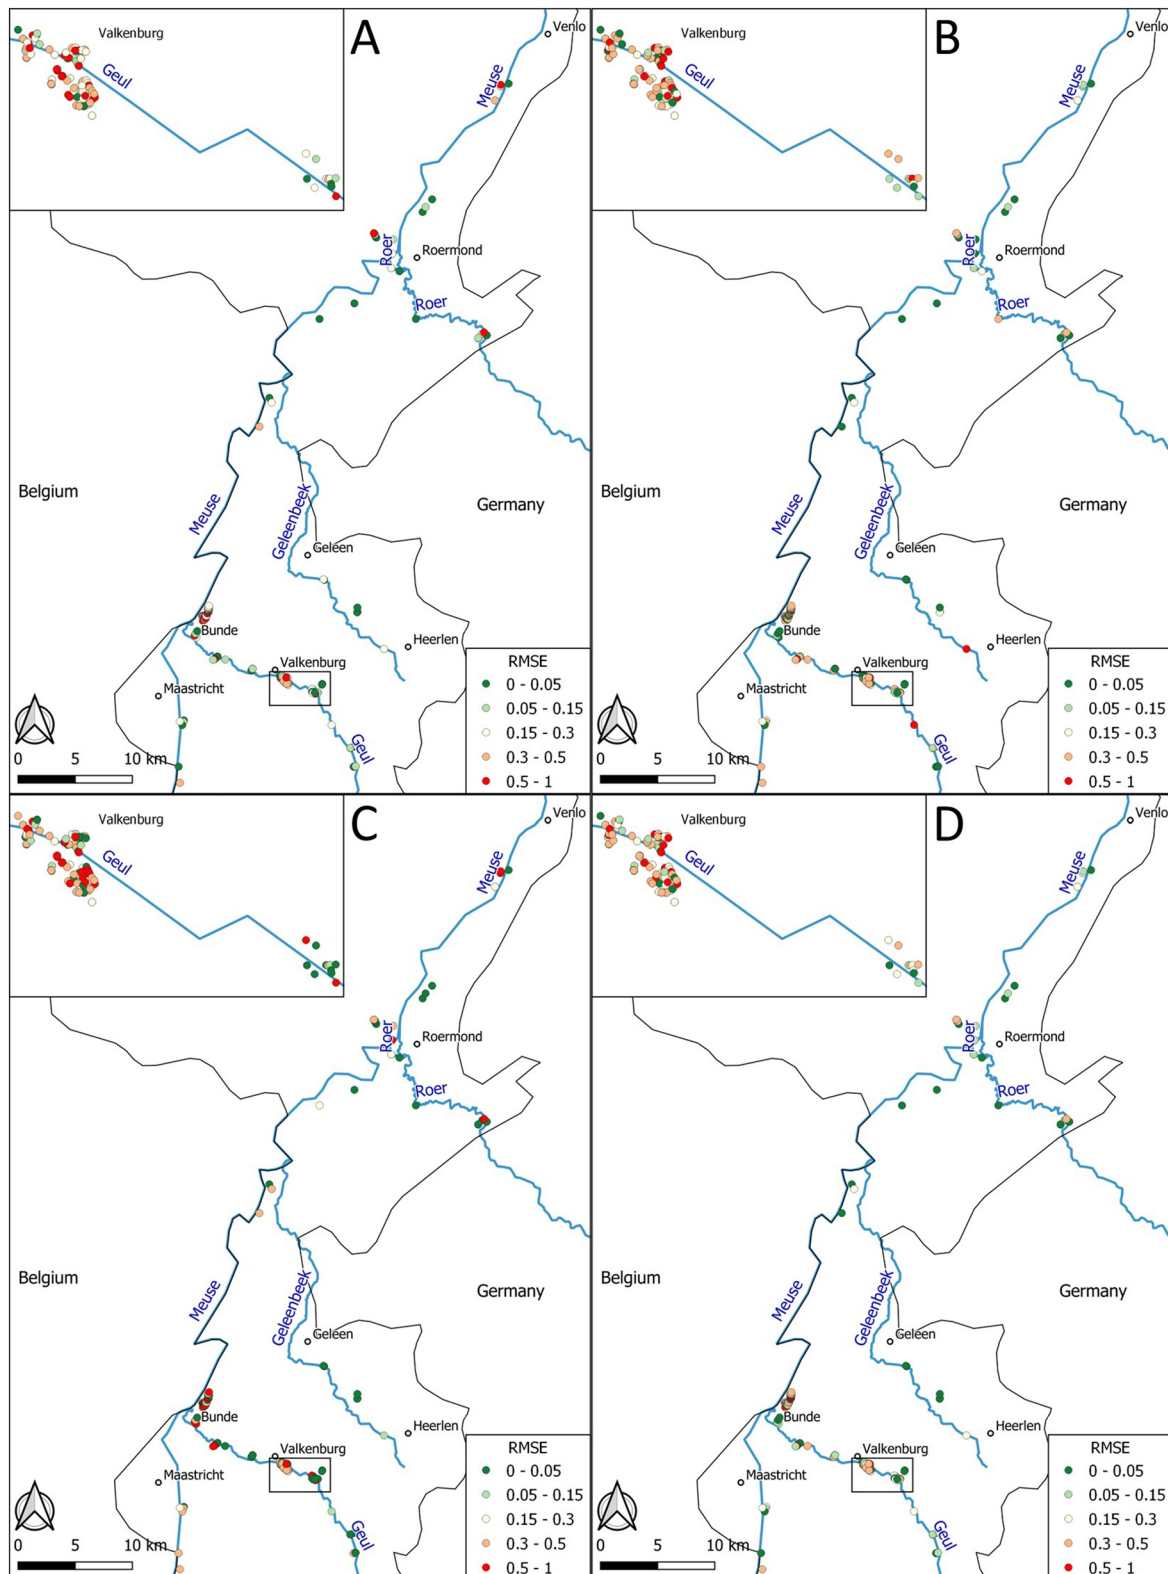 Valkenburg
A
Venlo
Geul
Meuse
Roer
Roermond
Roer
Belgium
Meuse
Geleenbeek
Germany
Geleen
Bunde
Heerlen
Valkenburg
Maastricht
Geul
RMSE
0 - 0.05
0.05 - 0.15
0.15 - 0.3
0.3 - 0.5
0.5 - 1
0 10 km
Valkenburg
B
Venlo
Geul
Meuse
Roer
Roermond
Roer
Belgium
Meuse
Geleenbeek
Germany
Geleen
Bunde
Heerlen
Valkenburg
Maastricht
Geul
RMSE
0 - 0.05
0.05 - 0.15
0.15 - 0.3
0.3 - 0.5
0.5 - 1
0 10 km
Valkenburg
C
Venlo
Geul
Meuse
Roer
Roermond
Roer
Belgium
Meuse
Geleenbeek
Germany
Geleen
Bunde
Heerlen
Valkenburg
Maastricht
Geul
RMSE
0 - 0.05
0.05 - 0.15
0.15 - 0.3
0.3 - 0.5
0.5 - 1
0 10 km
Valkenburg
D
Venlo
Geul
Meuse
Roer
Roermond
Roer
Belgium
Meuse
Geleenbeek
Germany
Geleen
Bunde
Heerlen
Valkenburg
Maastricht
Geul
RMSE
0 - 0.05
0.05 - 0.15
0.15 - 0.3
0.3 - 0.5
0.5 - 1
0 10 km